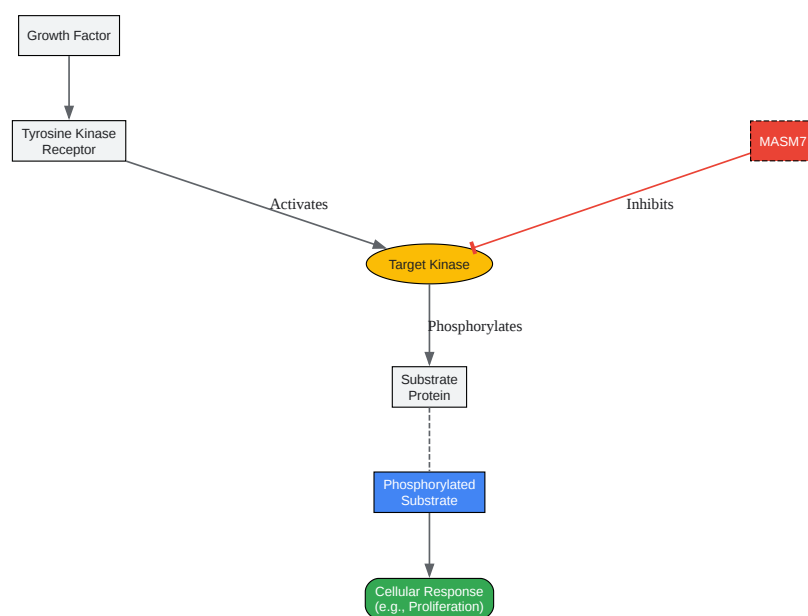 Growth Factor
Tyrosine Kinase
Receptor
MASM7
Activates
Inhibits
Target Kinase
Phosphorylates
Substrate
Protein
Phosphorylated
Substrate
Cellular Response
(e.g., Proliferation)